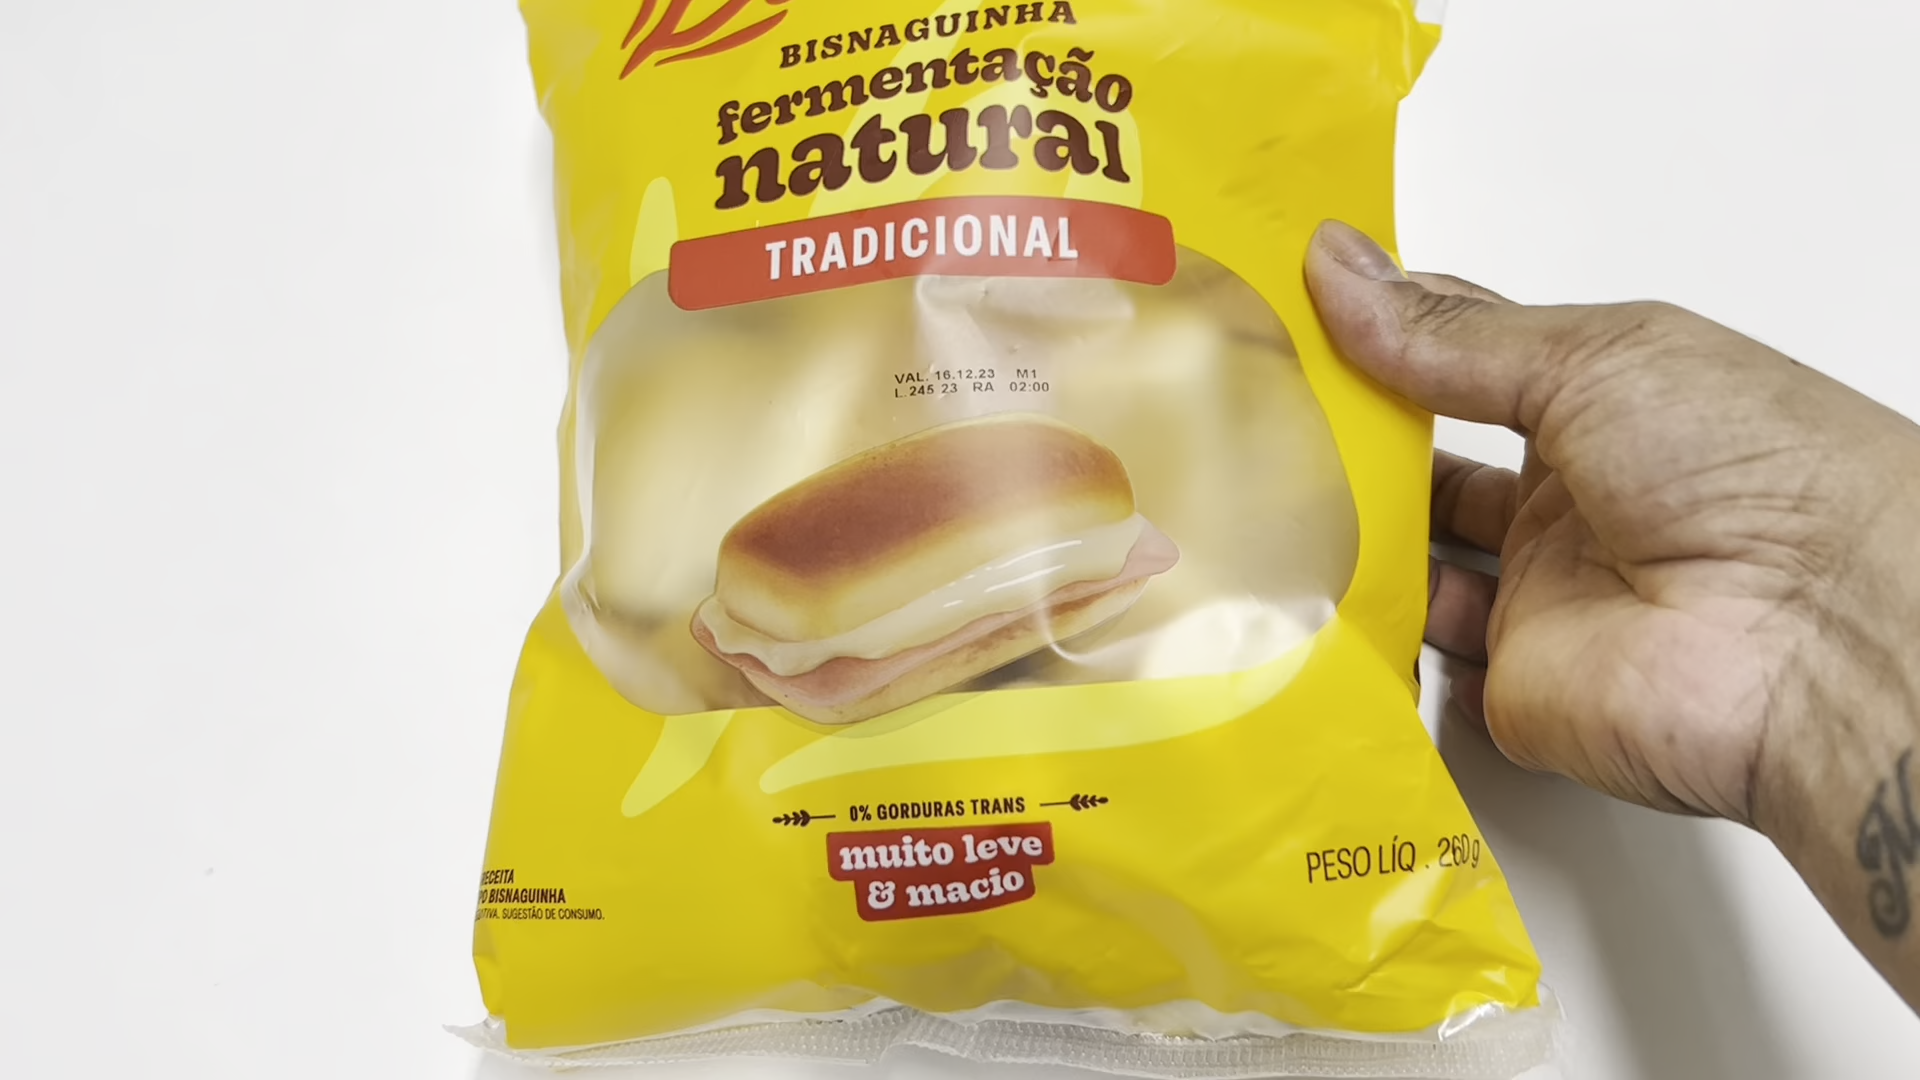 BISNAGUINHA
fermentação
natural
TRADICIONAL
VAL. 16.12.23 M1
L. 245 23 RA 02:00
0% GORDURAS TRANS
muito leve
& macio
PESO LÍQ . 260g
BISNAGUINHA
SUGESTÃO DE CONSUMO.